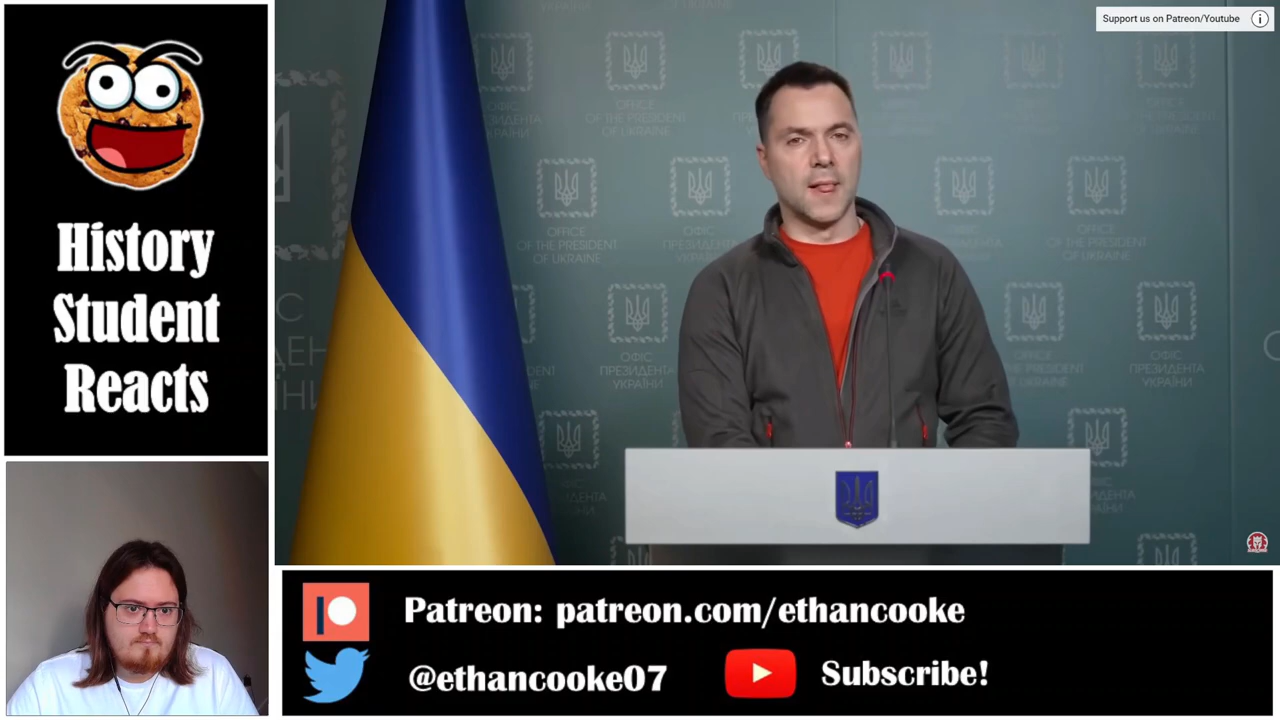 Support us on Patreon/Youtube
History
Student
Reacts
OFFICE
OF THE PRESIDENT
OF UKRAINE
ОФІС
ПРЕЗИДЕНТА
УКРАЇНИ
Patreon: patreon.com/ethancooke
@ethancooke07
Subscribe!